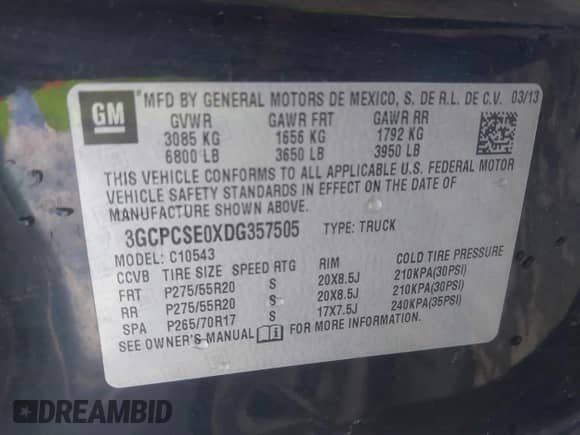 GM
*MFD BY GENERAL MOTORS DE MEXICO, S. DE R.L. DE C.V. 03/13
GVWR GAWR FRT GAWR RR
3085 KG 1656 KG 1792 KG
6800 LB 3650 LB 3950 LB
THIS VEHICLE CONFORMS TO ALL APPLICABLE U.S. FEDERAL MOTOR
VEHICLE SAFETY STANDARDS IN EFFECT ON THE DATE OF
MANUFACTURE SHOWN ABOVE.
3GCPCSE0XDG357505 TYPE: TRUCK
MODEL: C10543
CCVB TIRE SIZE SPEED RTG RIM COLD TIRE PRESSURE
FRT P275/55R20 S 20X8.5J 210KPA(30PSI)
RR P275/55R20 S 20X8.5J 210KPA(30PSI)
SPA P265/70R17 S 17X7.5J 240KPA(35PSI)
SEE OWNER'S MANUAL FOR MORE INFORMATION.
DREAMBID